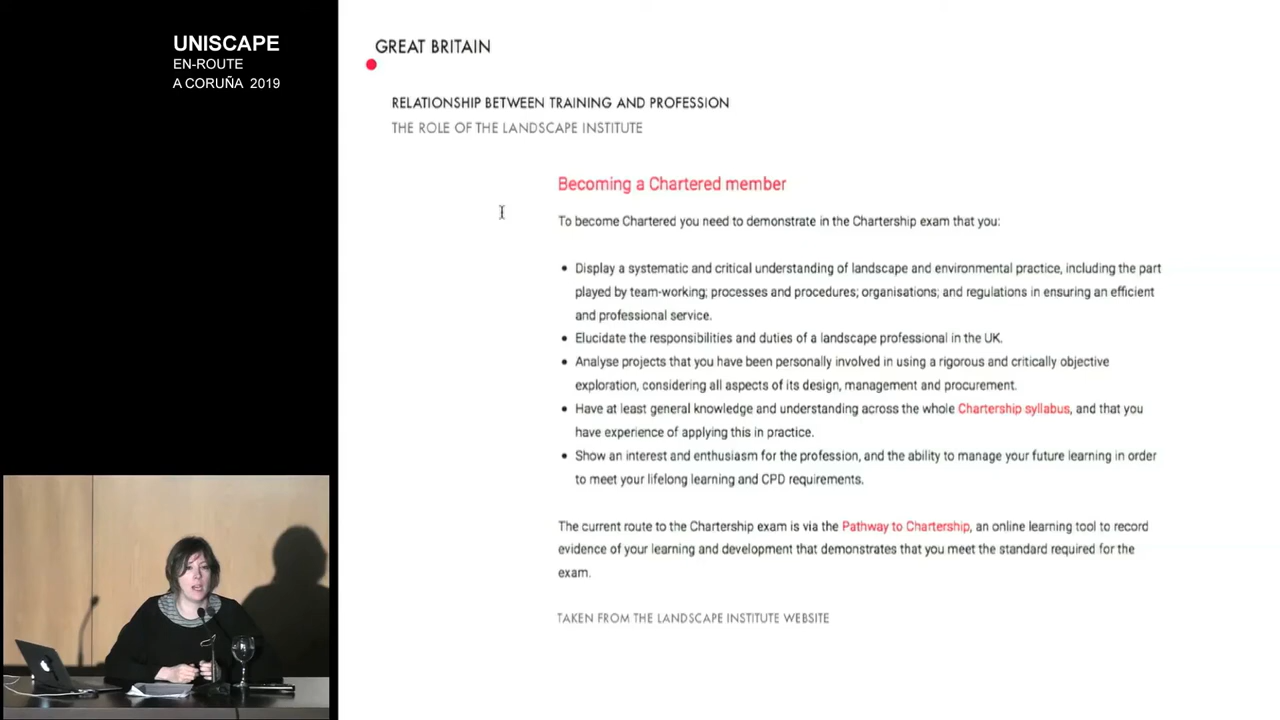 UNISCAPE
EN-ROUTE
A CORUÑA 2019
GREAT BRITAIN
RELATIONSHIP BETWEEN TRAINING AND PROFESSION
THE ROLE OF THE LANDSCAPE INSTITUTE
Becoming a Chartered member
To become Chartered you need to demonstrate in the Chartership exam that you:
• Display a systematic and critical understanding of landscape and environmental practice, including the part
played by team-working; processes and procedures; organisations; and regulations in ensuring an efficient
and professional service.
• Elucidate the responsibilities and duties of a landscape professional in the UK.
• Analyse projects that you have been personally involved in using a rigorous and critically objective
exploration, considering all aspects of its design, management and procurement.
• Have at least general knowledge and understanding across the whole Chartership syllabus, and that you
have experience of applying this in practice.
• Show an interest and enthusiasm for the profession, and the ability to manage your future learning in order
to meet your lifelong learning and CPD requirements.
The current route to the Chartership exam is via the Pathway to Chartership, an online learning tool to record
evidence of your learning and development that demonstrates that you meet the standard required for the
exam.
TAKEN FROM THE LANDSCAPE INSTITUTE WEBSITE